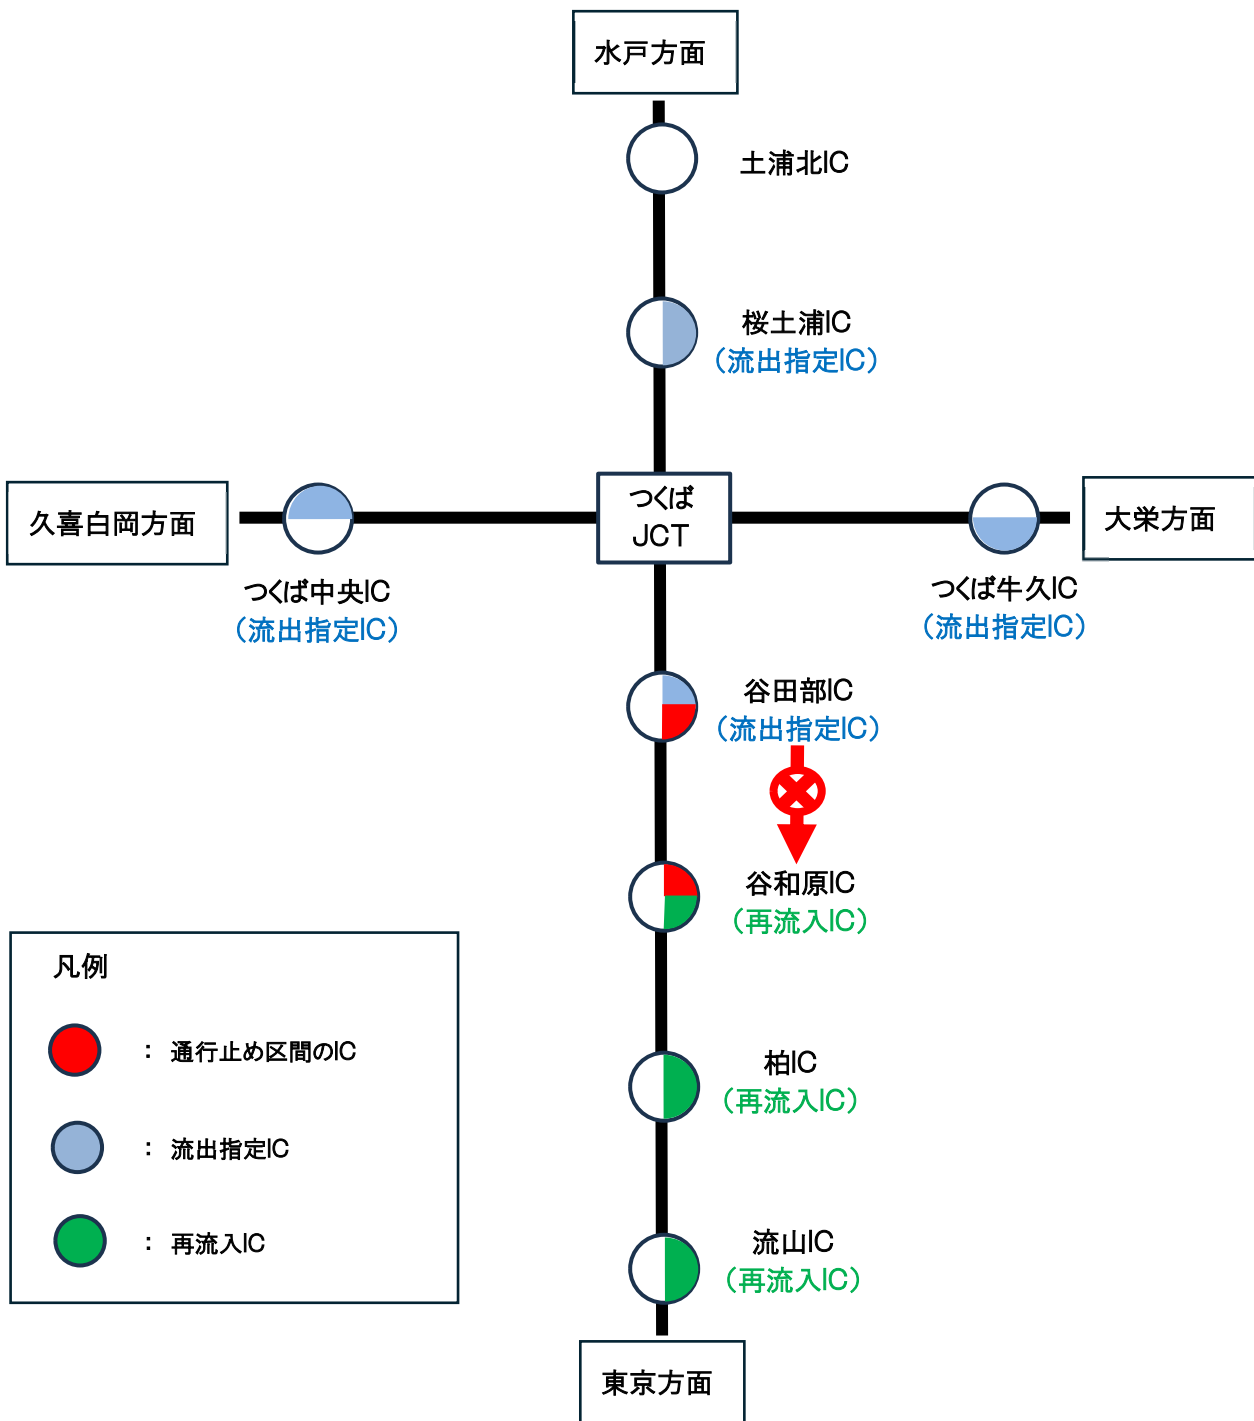 水戸方面
土浦北IC
桜土浦IC
（流出指定IC）
久喜白岡方面
つくば
JCT
大栄方面
つくば中央IC
（流出指定IC）
つくば牛久IC
（流出指定IC）
谷田部IC
（流出指定IC）
谷和原IC
（再流入IC）
凡例
： 通行止め区間のIC
： 流出指定IC
： 再流入IC
柏IC
（再流入IC）
流山IC
（再流入IC）
東京方面